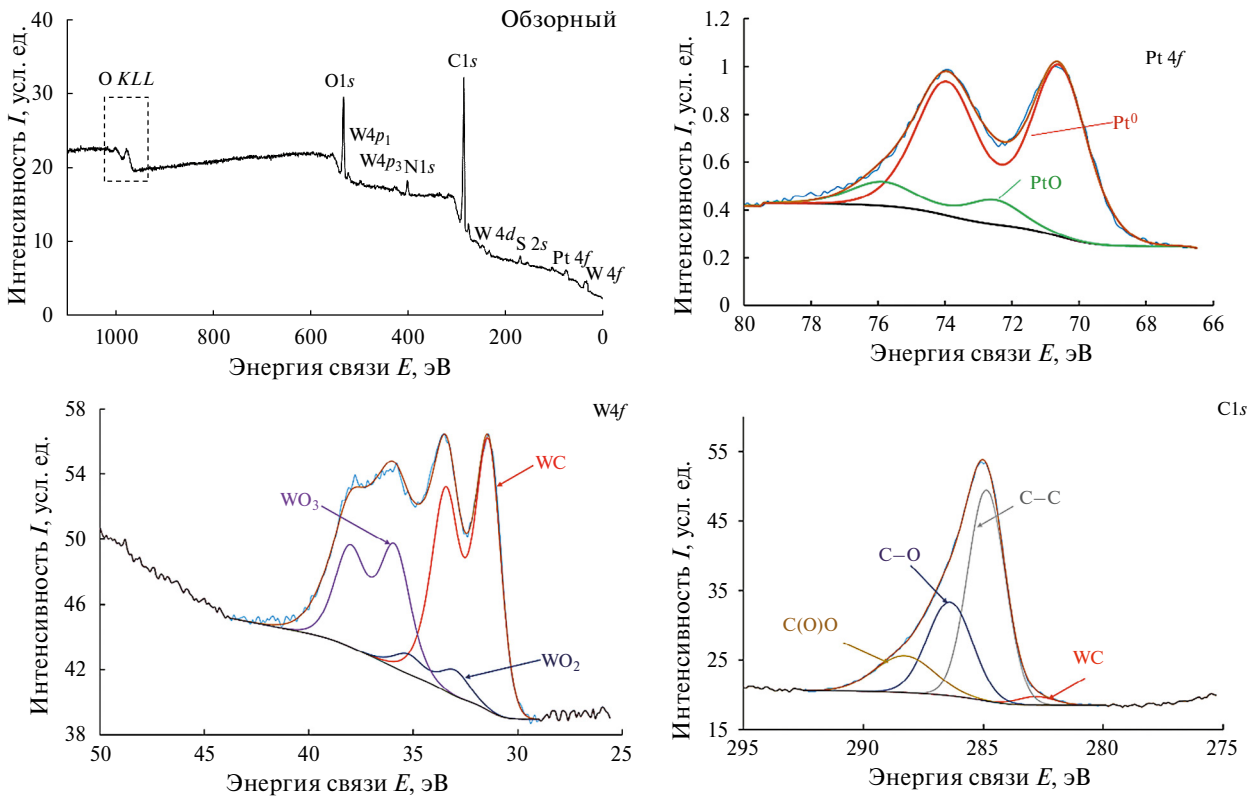 Обзорный
Интенсивность I, усл. ед.
40
30
20
10
0
O KLL
O1s
W4p1
W4p3
N1s
C1s
W 4d
S 2s
Pt 4f
W 4f
1000
800
600
400
200
0
Энергия связи E, эВ
Pt 4f
Интенсивность I, усл. ед.
1.2
1
0.8
0.6
0.4
0.2
Pt⁰
PtO
80
78
76
74
72
70
68
66
Энергия связи E, эВ
W4f
Интенсивность I, усл. ед.
58
54
50
46
42
38
WC
WO₃
WO₂
50
45
40
35
30
25
Энергия связи E, эВ
C1s
Интенсивность I, усл. ед.
55
45
35
25
15
C–C
C–O
C(O)O
WC
295
290
285
280
275
Энергия связи E, эВ